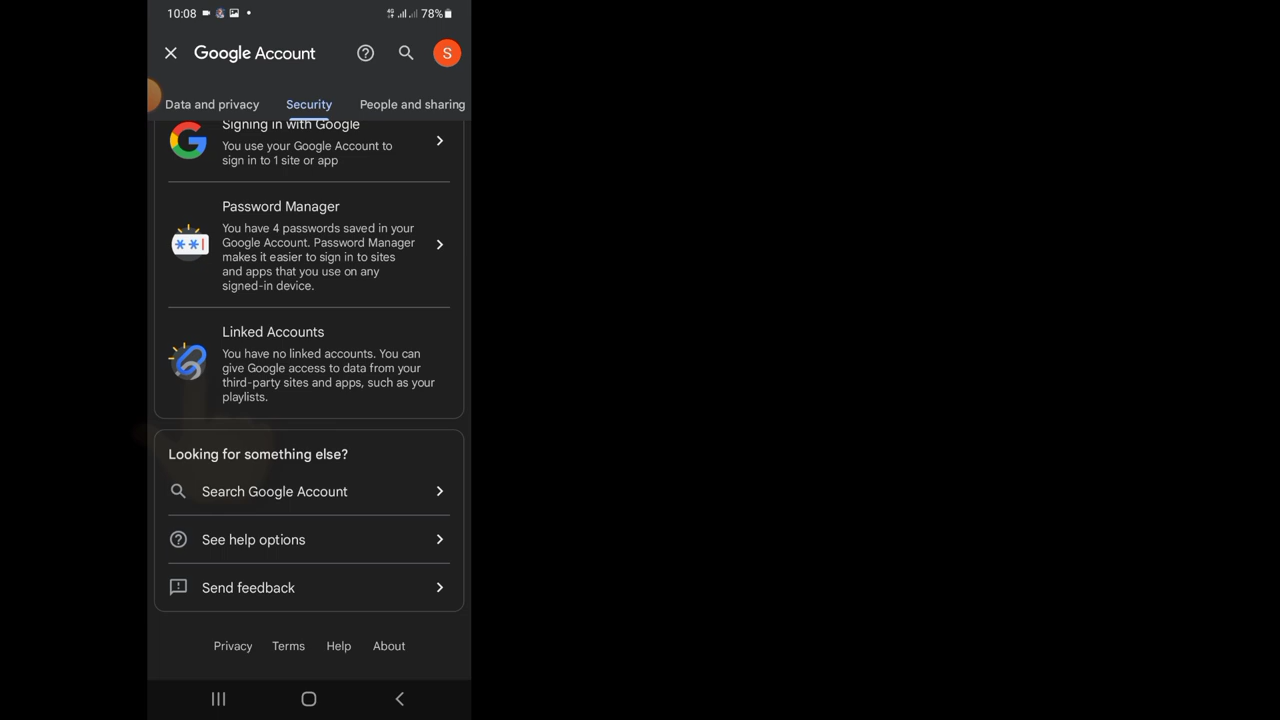 10:08
4G
78%
Google Account
S
Data and privacy
Security
People and sharing
Signing in with Google
You use your Google Account to
sign in to 1 site or app
Password Manager
You have 4 passwords saved in your
Google Account. Password Manager
makes it easier to sign in to sites
and apps that you use on any
signed-in device.
Linked Accounts
You have no linked accounts. You can
give Google access to data from your
third-party sites and apps, such as your
playlists.
Looking for something else?
Search Google Account
See help options
Send feedback
Privacy
Terms
Help
About